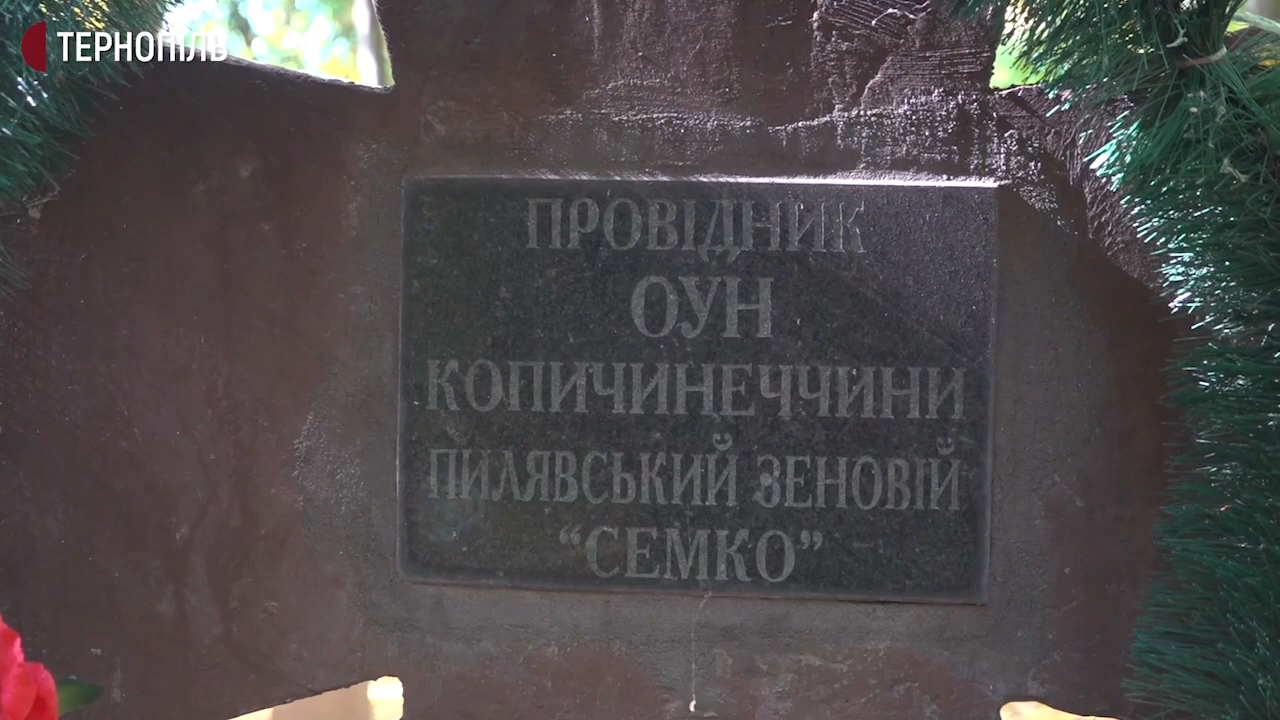 ТЕРНОПІЛЬ
ПРОВІДНИК
ОУН
КОПИЧИНЕЧЧИНИ
ПИЛЯВСЬКИЙ ЗЕНОВІЙ
“СЕМКО”